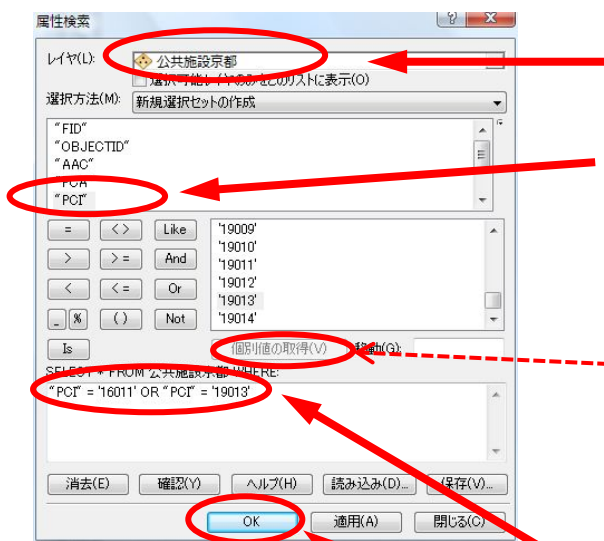 属性検索
レイヤ(L): 公共施設京都
選択可能レイヤのみをこのリストに表示(O)
選択方法(M): 新規選択セットの作成
"FID"
"OBJECTID"
"AAC"
"PCA"
"PCI"
= <> Like '19009'
'19010'
> >= And '19011'
< <= Or '19012'
'19013'
_ % ( ) Not '19014'
Is 個別値の取得(V) 移動(G):
SELECT * FROM 公共施設京都 WHERE:
"PCI" = '16011' OR "PCI" = '19013'
消去(E) 確認(Y) ヘルプ(H) 読み込み(D)... 保存(V)...
OK 適用(A) 閉じる(C)